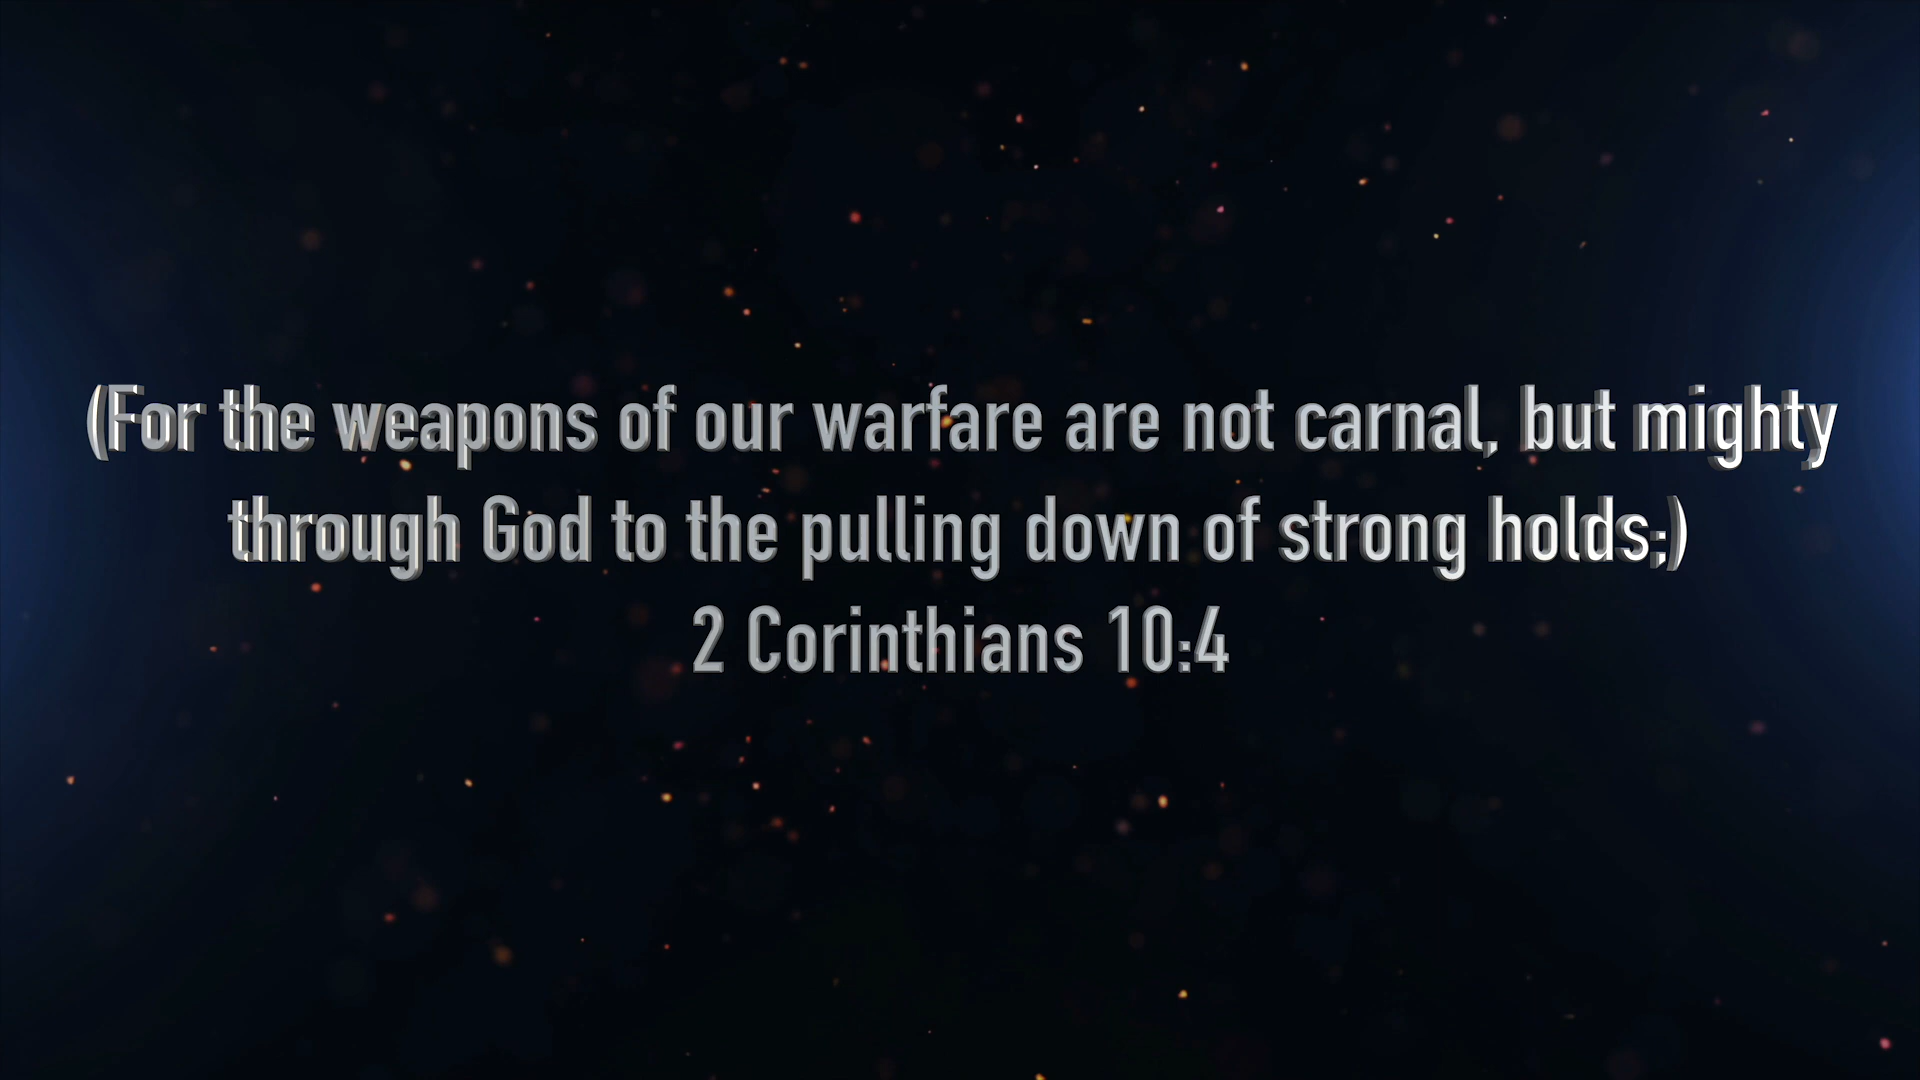 (For the weapons of our warfare are not carnal, but mighty
through God to the pulling down of strong holds;)
2 Corinthians 10:4